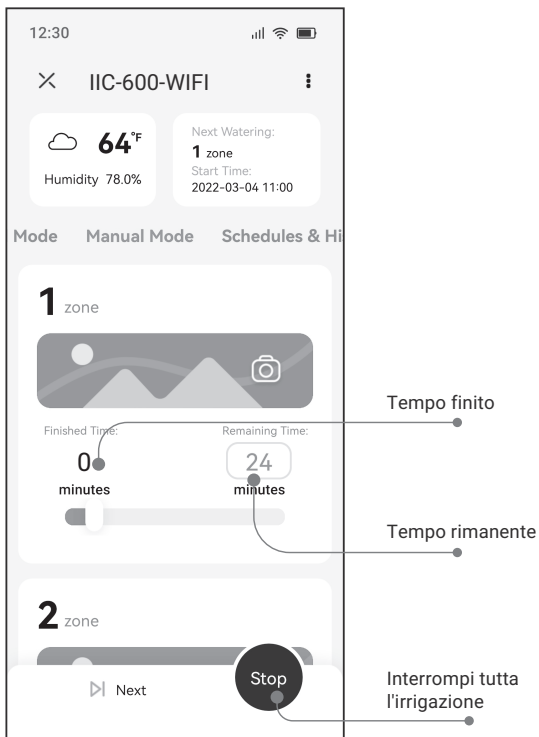 12:30
IIC-600-WIFI
64°F
Humidity 78.0%
Next Watering:
1 zone
Start Time:
2022-03-04 11:00
Mode Manual Mode Schedules & Hi
1 zone
Finished Time: Remaining Time:
0 24
minutes minutes
Tempo finito
Tempo rimanente
2 zone
Next
Stop
Interrompi tutta
l'irrigazione